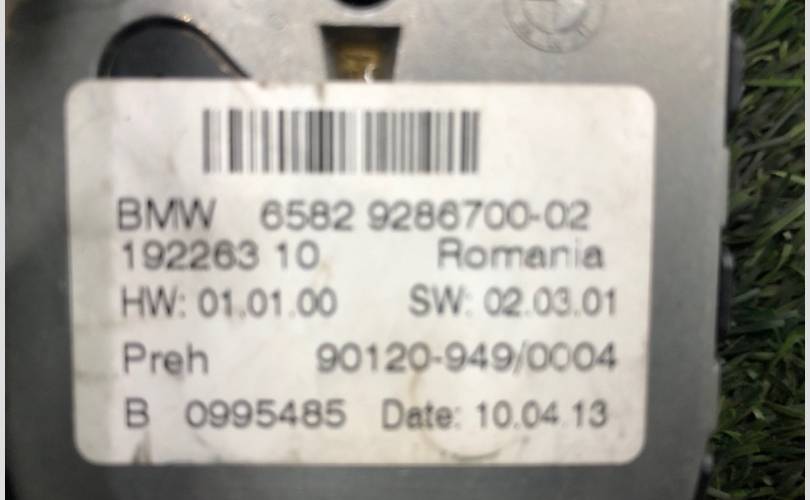 BMW 6582 9286700-02
192263 10 Romania
HW: 01.01.00 SW: 02.03.01
Preh 90120-949/0004
B 0995485 Date: 10.04.13